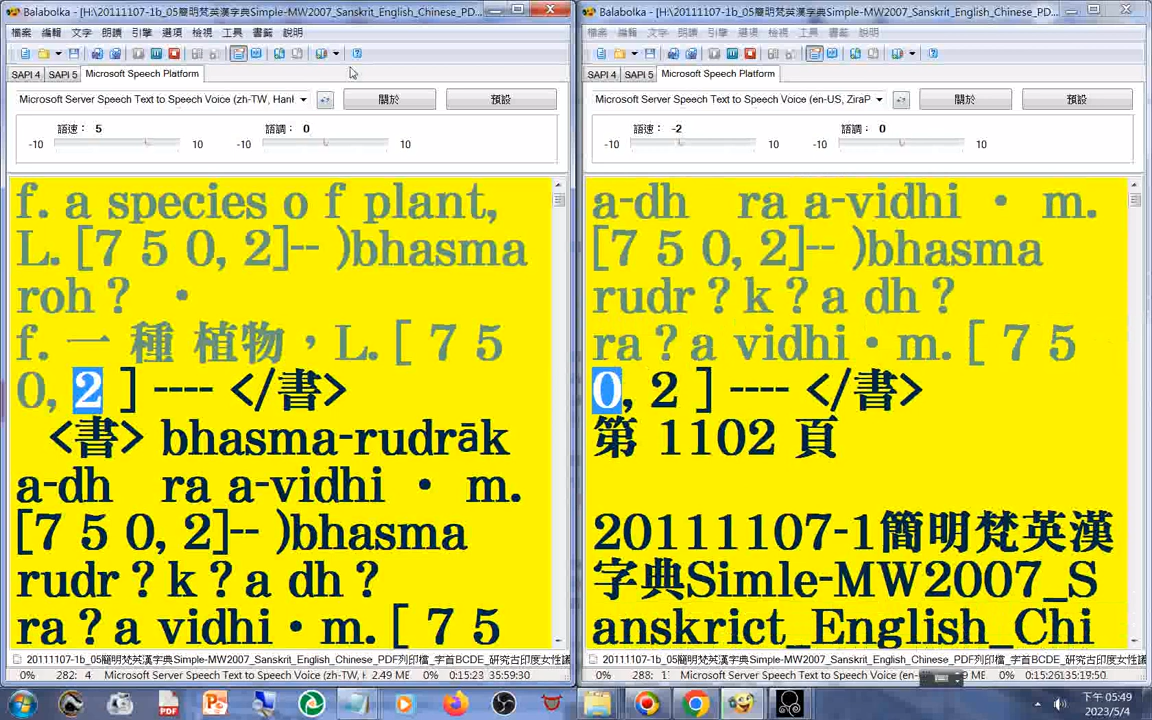 Balabolka - [H:\20111107-1b_05簡明梵英漢字典Simple-MW2007_Sanskrit_English_Chinese_PD...
檔案 編輯 文字 朗讀 引擎 選項 檢視 工具 書籤 說明
SAPI 4 SAPI 5 Microsoft Speech Platform
Microsoft Server Speech Text to Speech Voice (zh-TW, Hanl
關於 預設
語速： 5 語調： 0
-10 10 -10 10
f. a species o f plant,
L. [7 5 0, 2]-- )bhasma
roh？ •
f. 一 種 植物，L. [ 7 5
0, 2 ] ---- </書>
<書> bhasma-rudrāk
a-dh ra a-vidhi • m.
[7 5 0, 2]-- )bhasma
rudr？k？a dh？
ra？a vidhi • m. [ 7 5
20111107-1b_05簡明梵英漢字典Simple-MW2007_Sanskrit_English_Chinese_PDF列印檔_字首BCDE_研究古印度女性議
0% 282: 4 Microsoft Server Speech Text to Speech Voice (zh-TW, H 2.49 ME 0% 0:15:23 35:59:30
Balabolka - [H:\20111107-1b_05簡明梵英漢字典Simple-MW2007_Sanskrit_English_Chinese_PD...
檔案 編輯 文字 朗讀 引擎 選項 檢視 工具 書籤 說明
SAPI 4 SAPI 5 Microsoft Speech Platform
Microsoft Server Speech Text to Speech Voice (en-US, ZiraP
關於 預設
語速： -2 語調： 0
-10 10 -10 10
a-dh ra a-vidhi • m.
[7 5 0, 2]-- )bhasma
rudr？k？a dh？
ra？a vidhi • m. [ 7 5
0, 2 ] ---- </書>
第 1102 頁
20111107-1簡明梵英漢
字典Simle-MW2007_S
anskrict_English_Chi
20111107-1b_05簡明梵英漢字典Simple-MW2007_Sanskrit_English_Chinese_PDF列印檔_字首BCDE_研究古印度女性議
0% 288: 1 Microsoft Server Speech Text to Speech Voice (en-US, ME 0% 0:15:26 135:19:50
下午 05:49
2023/5/4